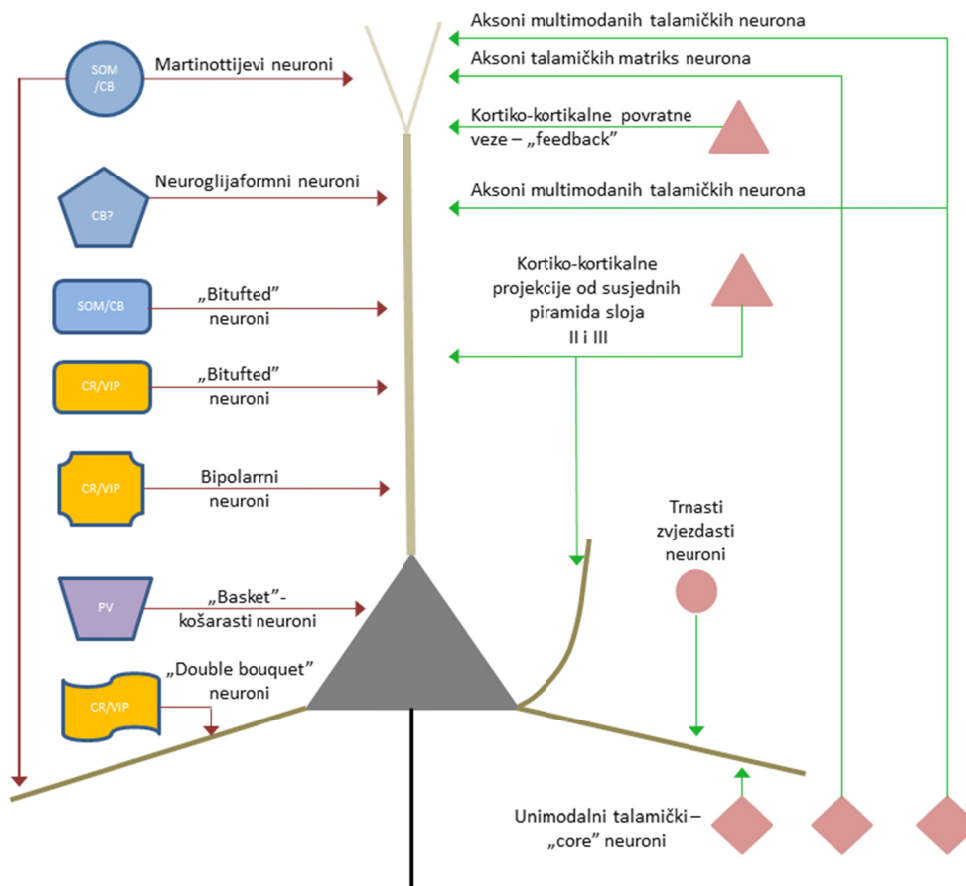 SOM
/CB
Martinottijevi neuroni
CB?
Neuroglijaformni neuroni
SOM/CB
„Bitufted”
neuroni
CR/VIP
„Bitufted”
neuroni
CR/VIP
Bipolarni
neuroni
PV
„Basket”-
košarasti neuroni
CR/VIP
„Double bouquet”
neuroni
Aksoni multimodanih talamičkih neurona
Aksoni talamičkih matriks neurona
Kortiko-kortikalne povratne
veze – „feedback”
Aksoni multimodanih talamičkih neurona
Kortiko-kortikalne
projekcije od susjednih
piramida sloja
II i III
Trnasti
zvjezdasti
neuroni
Unimodalni talamički–
„core” neuroni